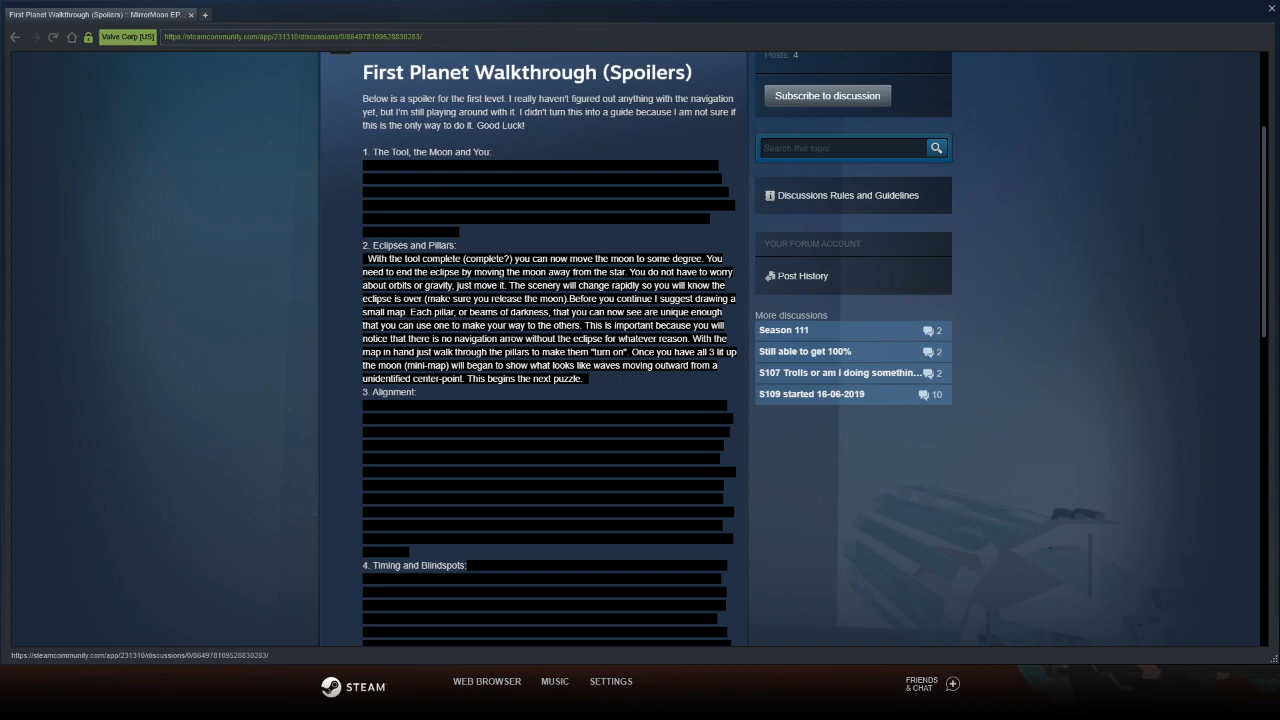 First Planet Walkthrough (Spoilers) :: MirrorMoon EP...
Valve Corp [US]
https://steamcommunity.com/app/231310/discussions/0/864978109528830283/
First Planet Walkthrough (Spoilers)
Below is a spoiler for the first level. I really haven't figured out anything with the navigation
yet, but I'm still playing around with it. I didn't turn this into a guide because I am not sure if
this is the only way to do it. Good Luck!
1. The Tool, the Moon and You:
2. Eclipses and Pillars:
With the tool complete (complete?) you can now move the moon to some degree. You
need to end the eclipse by moving the moon away from the star. You do not have to worry
about orbits or gravity, just move it. The scenery will change rapidly so you will know the
eclipse is over (make sure you release the moon).Before you continue I suggest drawing a
small map. Each pillar, or beams of darkness, that you can now see are unique enough
that you can use one to make your way to the others. This is important because you will
notice that there is no navigation arrow without the eclipse for whatever reason. With the
map in hand just walk through the pillars to make them "turn on". Once you have all 3 lit up
the moon (mini-map) will began to show what looks like waves moving outward from a
unidentified center-point. This begins the next puzzle.
3. Alignment:
4. Timing and Blindspots:
Posts: 4
Subscribe to discussion
Search this topic
Discussions Rules and Guidelines
YOUR FORUM ACCOUNT
Post History
More discussions
Season 111
2
Still able to get 100%
2
S107 Trolls or am I doing somethin...
2
S109 started 16-06-2019
10
https://steamcommunity.com/app/231310/discussions/0/864978109528830283/
STEAM
WEB BROWSER
MUSIC
SETTINGS
FRIENDS
& CHAT